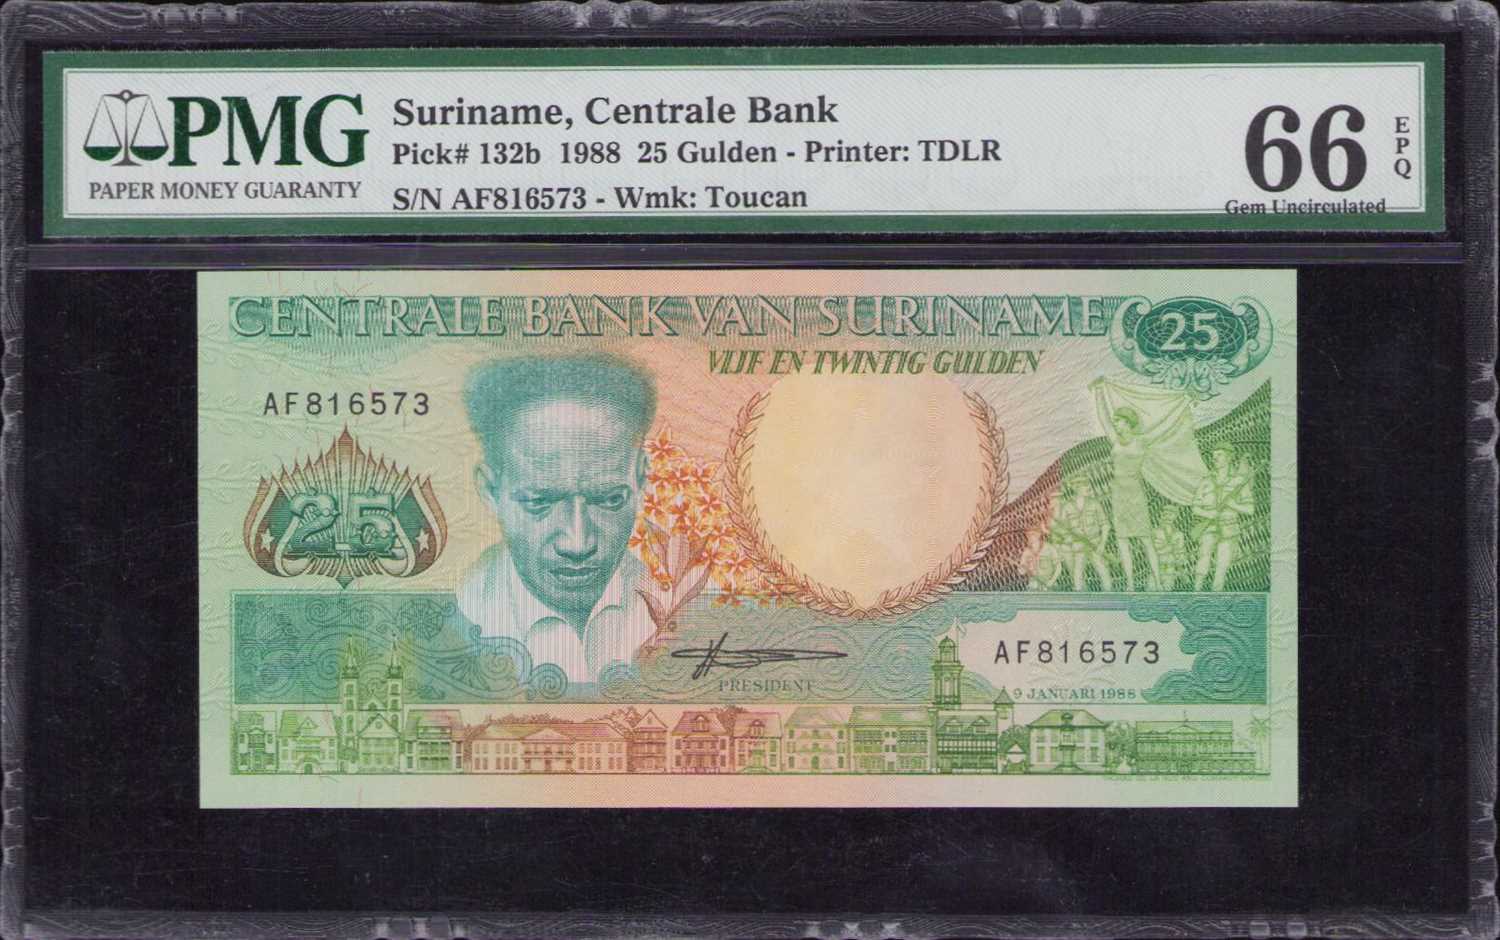 PMG
PAPER MONEY GUARANTY
Suriname, Centrale Bank
Pick# 132b 1988 25 Gulden - Printer: TDLR
S/N AF816573 - Wmk: Toucan
66
EPQ
Gem Uncirculated
CENTRALE BANK VAN SURINAME
25
VIJF EN TWINTIG GULDEN
AF816573
25
AF816573
PRESIDENT
9 JANUARI 1988